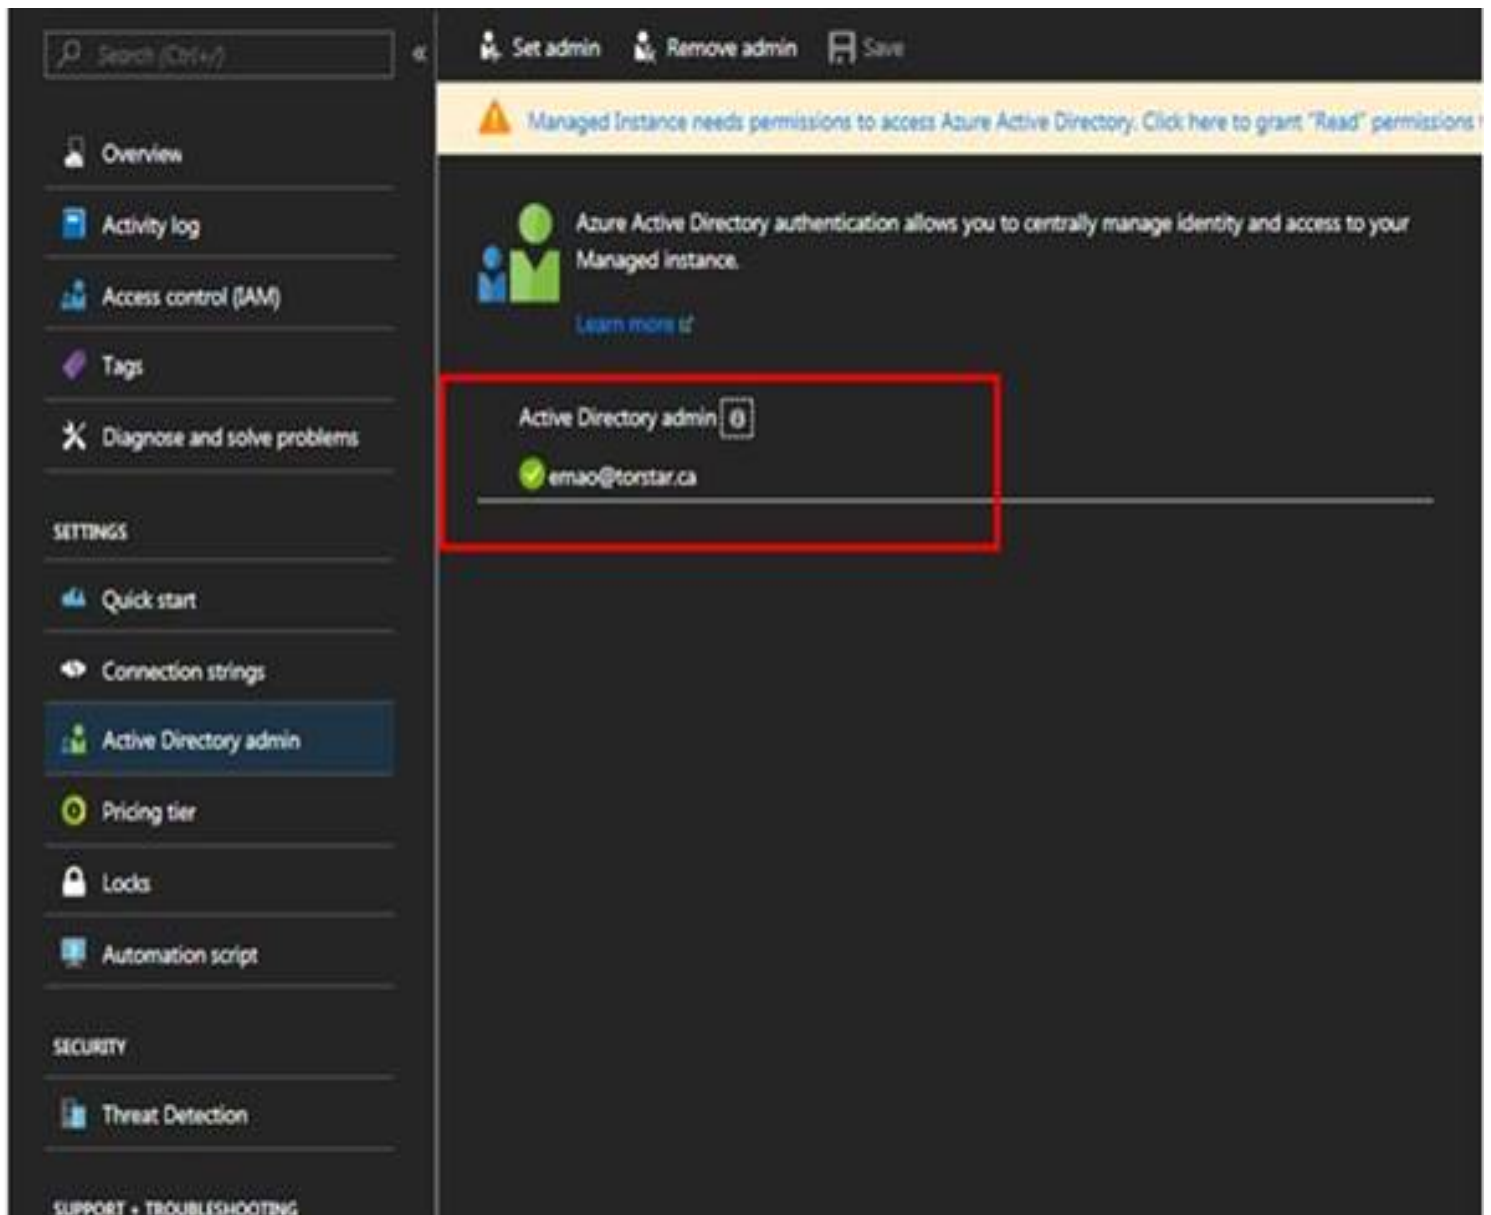 Search (Ctrl+/)
«
Set admin
Remove admin
Save
Managed Instance needs permissions to access Azure Active Directory. Click here to grant "Read" permissions
Overview
Activity log
Access control (IAM)
Tags
Diagnose and solve problems
Azure Active Directory authentication allows you to centrally manage identity and access to your
Managed instance.
Learn more
Active Directory admin
emao@torstar.ca
SETTINGS
Quick start
Connection strings
Active Directory admin
Pricing tier
Locks
Automation script
SECURITY
Threat Detection
SUPPORT + TROUBLESHOOTING